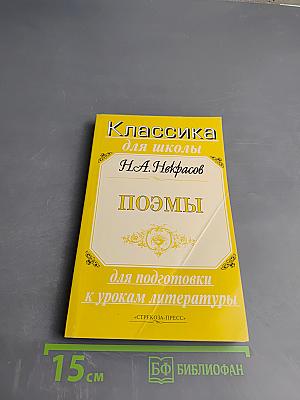 Классика
для школы
Н.А.Некрасов
ПОЭМЫ
для подготовки
к урокам литературы
«СТРЕКОЗА-ПРЕСС»
15 см
БФ БИБЛИОФАН